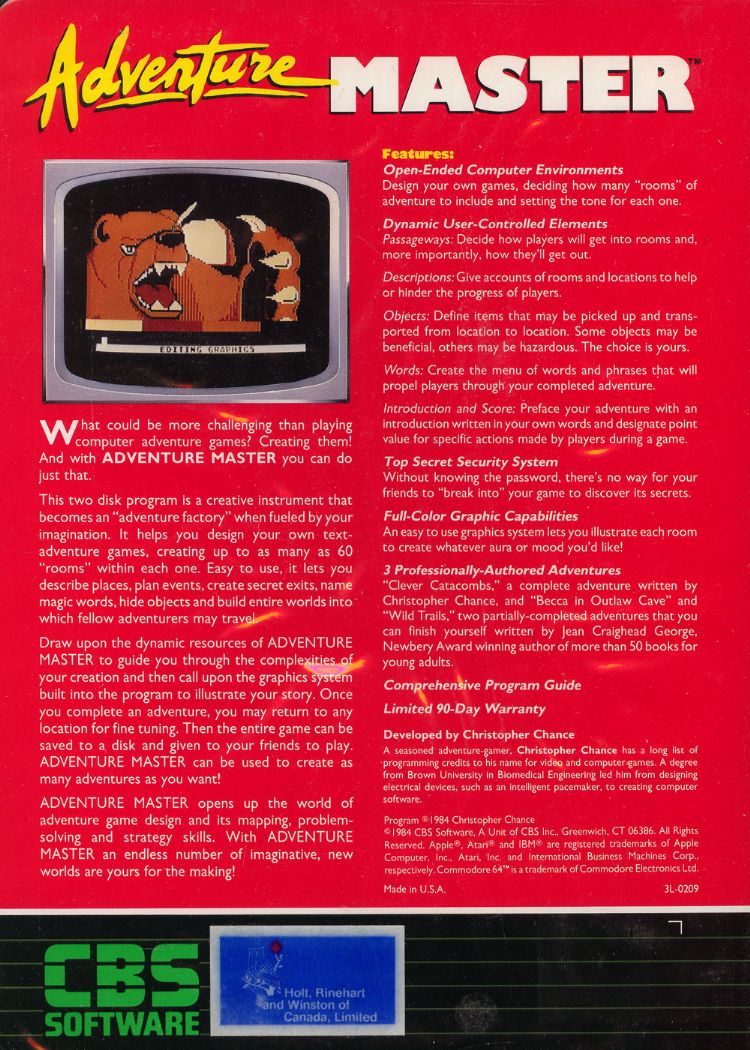 Adventure MASTER™
EDITING GRAPHICS
What could be more challenging than playing
computer adventure games? Creating them!
And with ADVENTURE MASTER you can do
just that.
This two disk program is a creative instrument that
becomes an “adventure factory” when fueled by your
imagination. It helps you design your own text-
adventure games, creating up to as many as 60
“rooms” within each one. Easy to use, it lets you
describe places, plan events, create secret exits, name
magic words, hide objects and build entire worlds into
which fellow adventurers may travel.
Draw upon the dynamic resources of ADVENTURE
MASTER to guide you through the complexities of
your creation and then call upon the graphics system
built into the program to illustrate your story. Once
you complete an adventure, you may return to any
location for fine tuning. Then the entire game can be
saved to a disk and given to your friends to play.
ADVENTURE MASTER can be used to create as
many adventures as you want!
ADVENTURE MASTER opens up the world of
adventure game design and its mapping, problem-
solving and strategy skills. With ADVENTURE
MASTER an endless number of imaginative, new
worlds are yours for the making!
Features:
Open-Ended Computer Environments
Design your own games, deciding how many “rooms” of
adventure to include and setting the tone for each one.
Dynamic User-Controlled Elements
Passageways: Decide how players will get into rooms and,
more importantly, how they’ll get out.
Descriptions: Give accounts of rooms and locations to help
or hinder the progress of players.
Objects: Define items that may be picked up and trans-
ported from location to location. Some objects may be
beneficial, others may be hazardous. The choice is yours.
Words: Create the menu of words and phrases that will
propel players through your completed adventure.
Introduction and Score: Preface your adventure with an
introduction written in your own words and designate point
value for specific actions made by players during a game.
Top Secret Security System
Without knowing the password, there’s no way for your
friends to “break into” your game to discover its secrets.
Full-Color Graphic Capabilities
An easy to use graphics system lets you illustrate each room
to create whatever aura or mood you’d like!
3 Professionally-Authored Adventures
“Clever Catacombs,” a complete adventure written by
Christopher Chance, and “Becca in Outlaw Cave” and
“Wild Trails,” two partially-completed adventures that you
can finish yourself written by Jean Craighead George,
Newbery Award winning author of more than 50 books for
young adults.
Comprehensive Program Guide
Limited 90-Day Warranty
Developed by Christopher Chance
A seasoned adventure-gamer, Christopher Chance has a long list of
programming credits to his name for video and computer games. A degree
from Brown University in Biomedical Engineering led him from designing
electrical devices, such as an intelligent pacemaker, to creating computer
software.
Program ©1984 Christopher Chance
©1984 CBS Software, A Unit of CBS Inc., Greenwich, CT 06386. All Rights
Reserved. Apple®, Atari® and IBM® are registered trademarks of Apple
Computer, Inc., Atari, Inc. and International Business Machines Corp.,
respectively. Commodore 64™ is a trademark of Commodore Electronics Ltd.
Made in U.S.A. 3L-0209
CBS
SOFTWARE
Holt, Rinehart
and Winston of
Canada, Limited